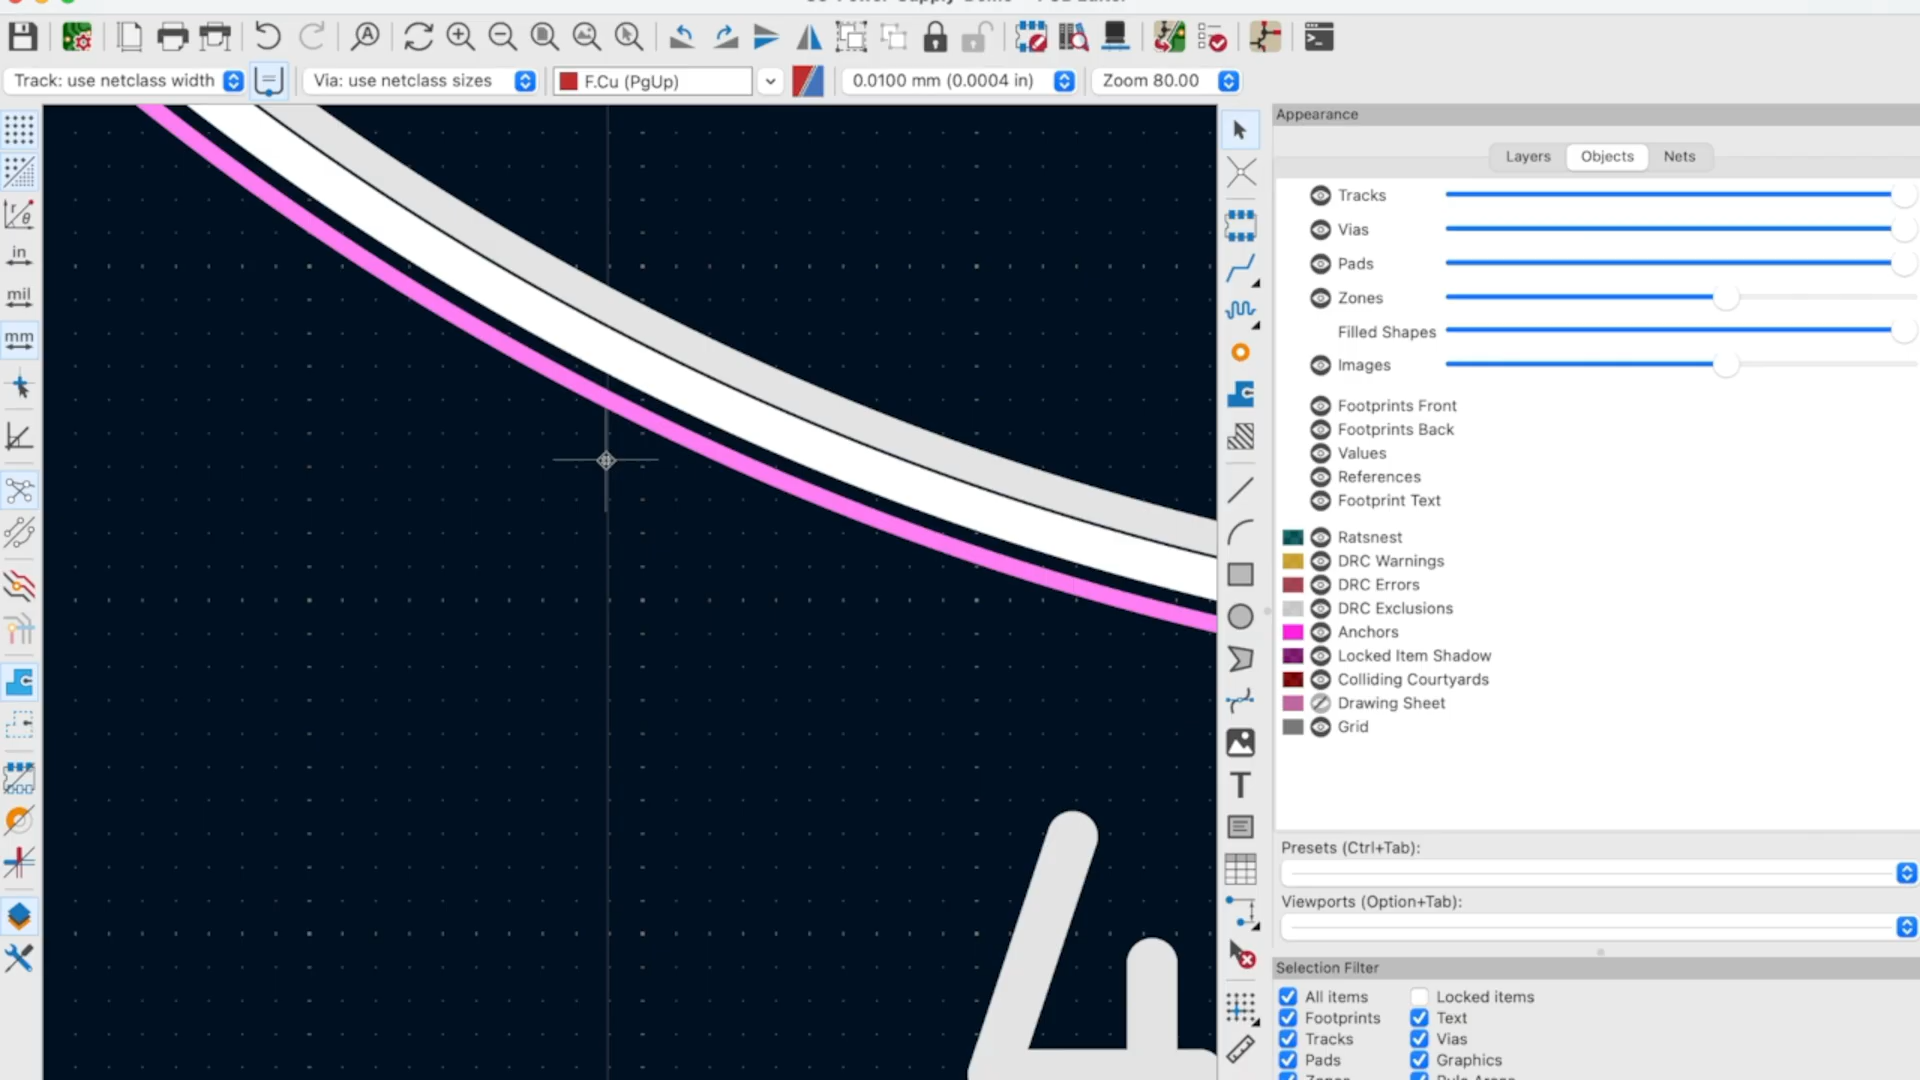 Track: use netclass width
Via: use netclass sizes
F.Cu (PgUp)
0.0100 mm (0.0004 in)
Zoom 80.00
in
mil
mm
Appearance
Layers
Objects
Nets
Tracks
Vias
Pads
Zones
Filled Shapes
Images
Footprints Front
Footprints Back
Values
References
Footprint Text
Ratsnest
DRC Warnings
DRC Errors
DRC Exclusions
Anchors
Locked Item Shadow
Colliding Courtyards
Drawing Sheet
Grid
Presets (Ctrl+Tab):
Viewports (Option+Tab):
Selection Filter
All items
Locked items
Footprints
Text
Tracks
Vias
Pads
Graphics